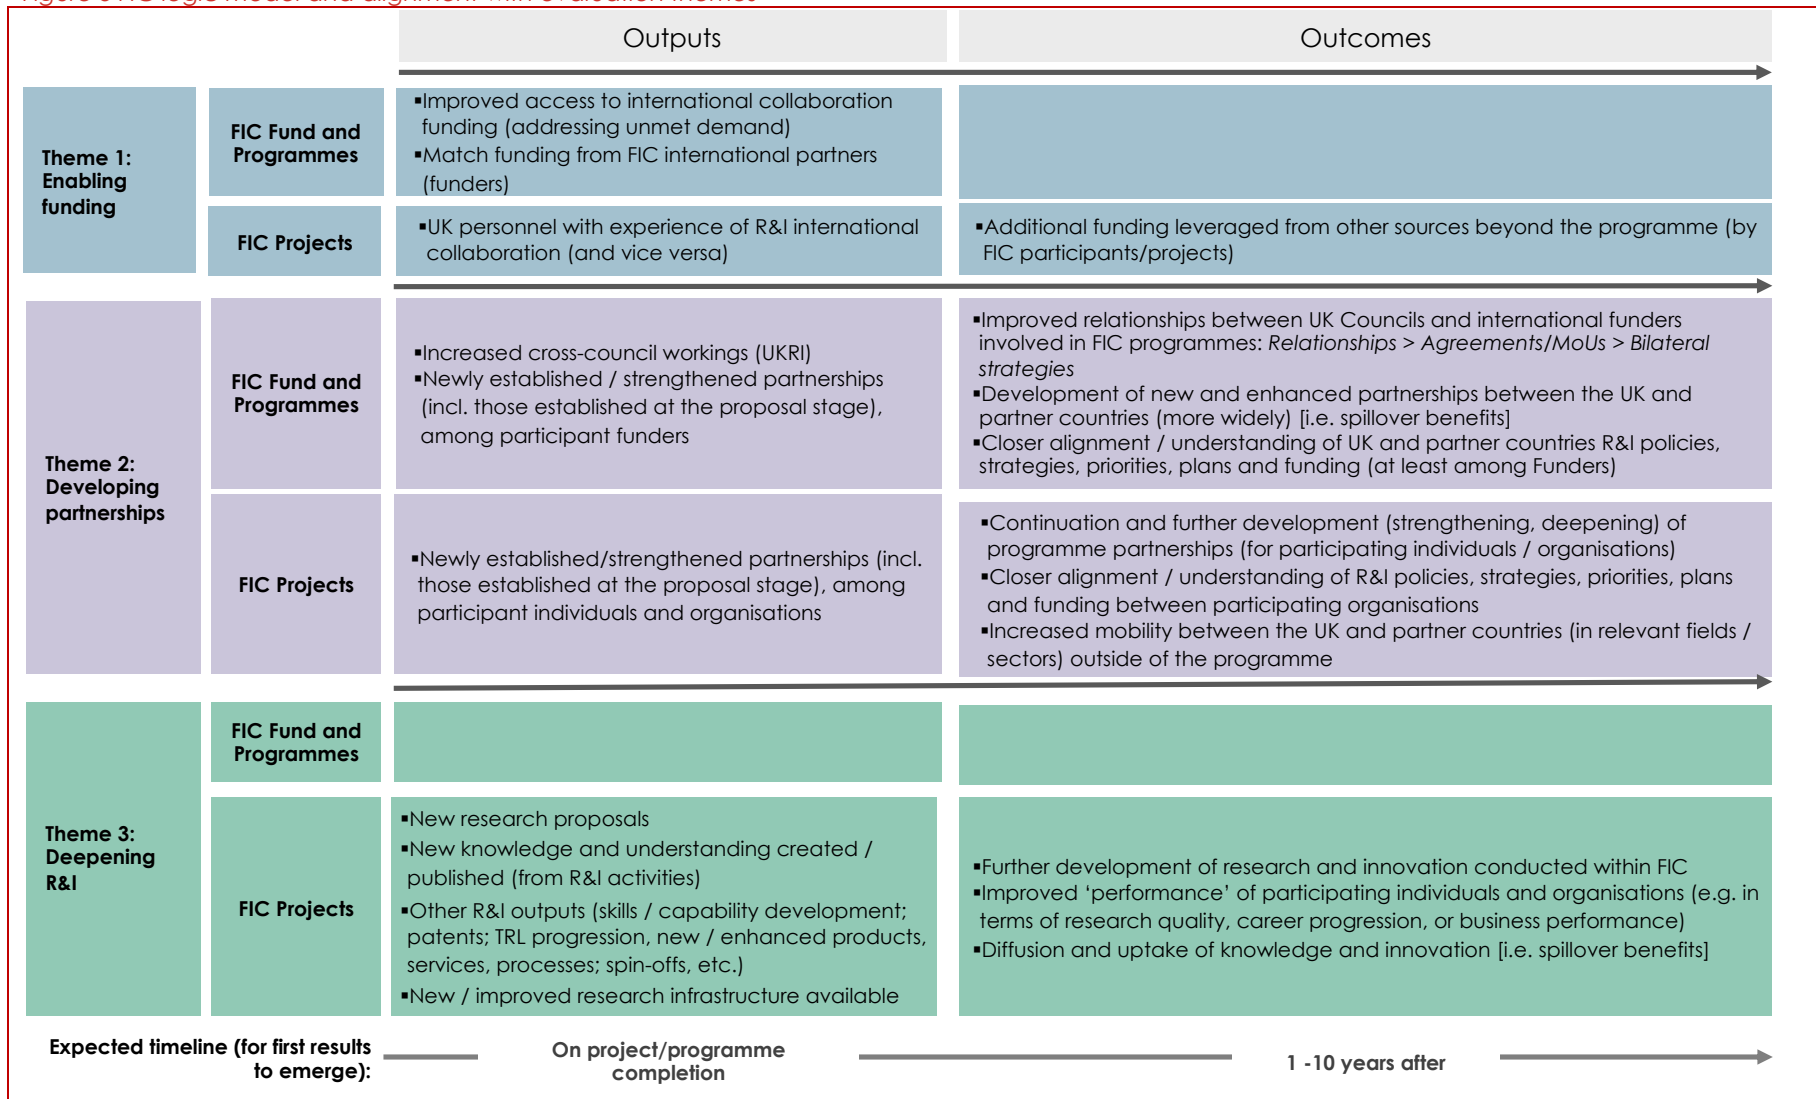 Outputs
Outcomes
Theme 1:
Enabling
funding
FIC Fund and
Programmes
▪Improved access to international collaboration
funding (addressing unmet demand)
▪Match funding from FIC international partners
(funders)
FIC Projects
▪UK personnel with experience of R&I international
collaboration (and vice versa)
▪Additional funding leveraged from other sources beyond the programme (by
FIC participants/projects)
Theme 2:
Developing
partnerships
FIC Fund and
Programmes
▪Increased cross-council workings (UKRI)
▪Newly established / strengthened partnerships
(incl. those established at the proposal stage),
among participant funders
▪Improved relationships between UK Councils and international funders
involved in FIC programmes: Relationships > Agreements/MoUs > Bilateral
strategies
▪Development of new and enhanced partnerships between the UK and
partner countries (more widely) [i.e. spillover benefits]
▪Closer alignment / understanding of UK and partner countries R&I policies,
strategies, priorities, plans and funding (at least among Funders)
FIC Projects
▪Newly established/strengthened partnerships (incl.
those established at the proposal stage), among
participant individuals and organisations
▪Continuation and further development (strengthening, deepening) of
programme partnerships (for participating individuals / organisations)
▪Closer alignment / understanding of R&I policies, strategies, priorities, plans
and funding between participating organisations
▪Increased mobility between the UK and partner countries (in relevant fields /
sectors) outside of the programme
Theme 3:
Deepening
R&I
FIC Fund and
Programmes
FIC Projects
▪New research proposals
▪New knowledge and understanding created /
published (from R&I activities)
▪Other R&I outputs (skills / capability development;
patents; TRL progression, new / enhanced products,
services, processes; spin-offs, etc.)
▪New / improved research infrastructure available
▪Further development of research and innovation conducted within FIC
▪Improved ‘performance’ of participating individuals and organisations (e.g. in
terms of research quality, career progression, or business performance)
▪Diffusion and uptake of knowledge and innovation [i.e. spillover benefits]
Expected timeline (for first results
to emerge):
On project/programme
completion
1 -10 years after